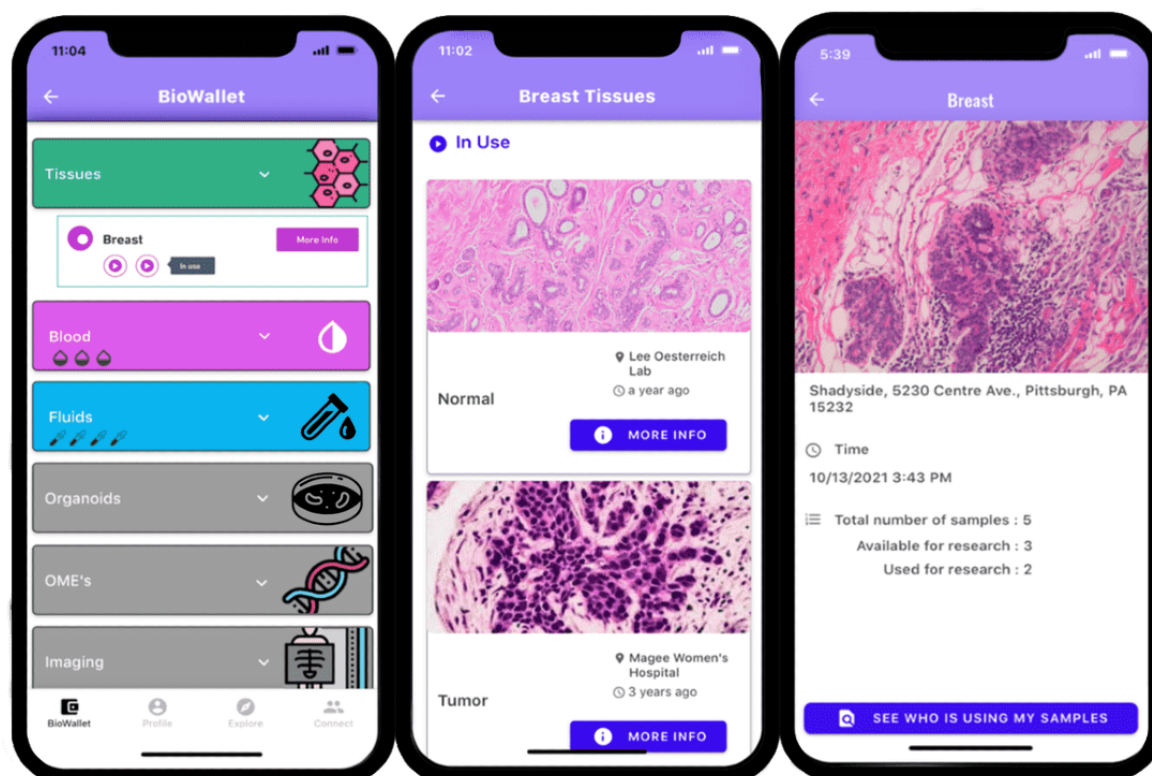 11:04
BioWallet
Tissues
Breast
More Info
In use
Blood
Fluids
Organoids
OME's
Imaging
BioWallet
Profile
Explore
Connect
11:02
Breast Tissues
In Use
Lee Oesterreich
Lab
a year ago
Normal
MORE INFO
Magee Women's
Hospital
3 years ago
Tumor
MORE INFO
5:39
Breast
Shadyside, 5230 Centre Ave., Pittsburgh, PA
15232
Time
10/13/2021 3:43 PM
Total number of samples : 5
Available for research : 3
Used for research : 2
SEE WHO IS USING MY SAMPLES